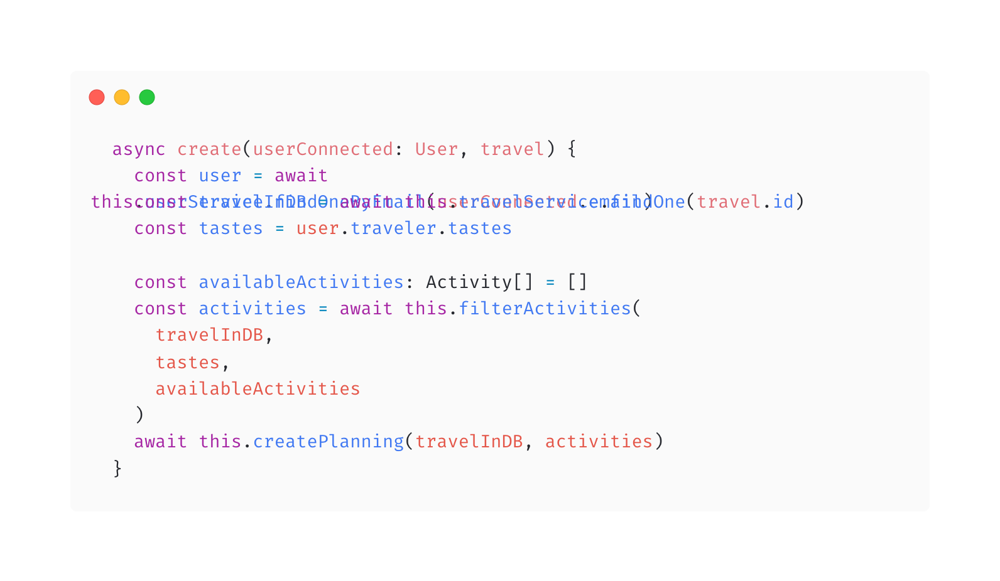 async create(userConnected: User, travel) {
const user = await
this.userService.findOneByEmail(userConnected.email)
const travelInDB = await this.travelService.findOne(travel.id)
const tastes = user.traveler.tastes
const availableActivities: Activity[] = []
const activities = await this.filterActivities(
travelInDB,
tastes,
availableActivities
)
await this.createPlanning(travelInDB, activities)
}